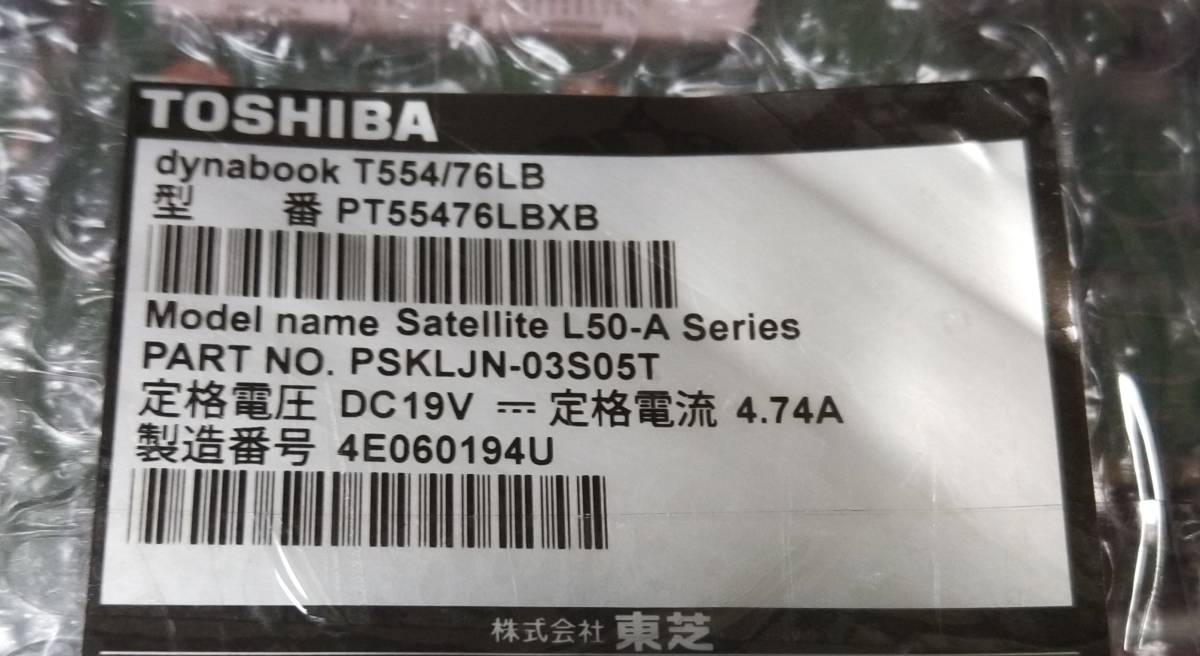 TOSHIBA
dynabook T554/76LB
型 番 PT55476LBXB
Model name Satellite L50-A Series
PART NO. PSKLJN-03S05T
定格電圧 DC19V ⎓ 定格電流 4.74A
製造番号 4E060194U
株式会社 東芝